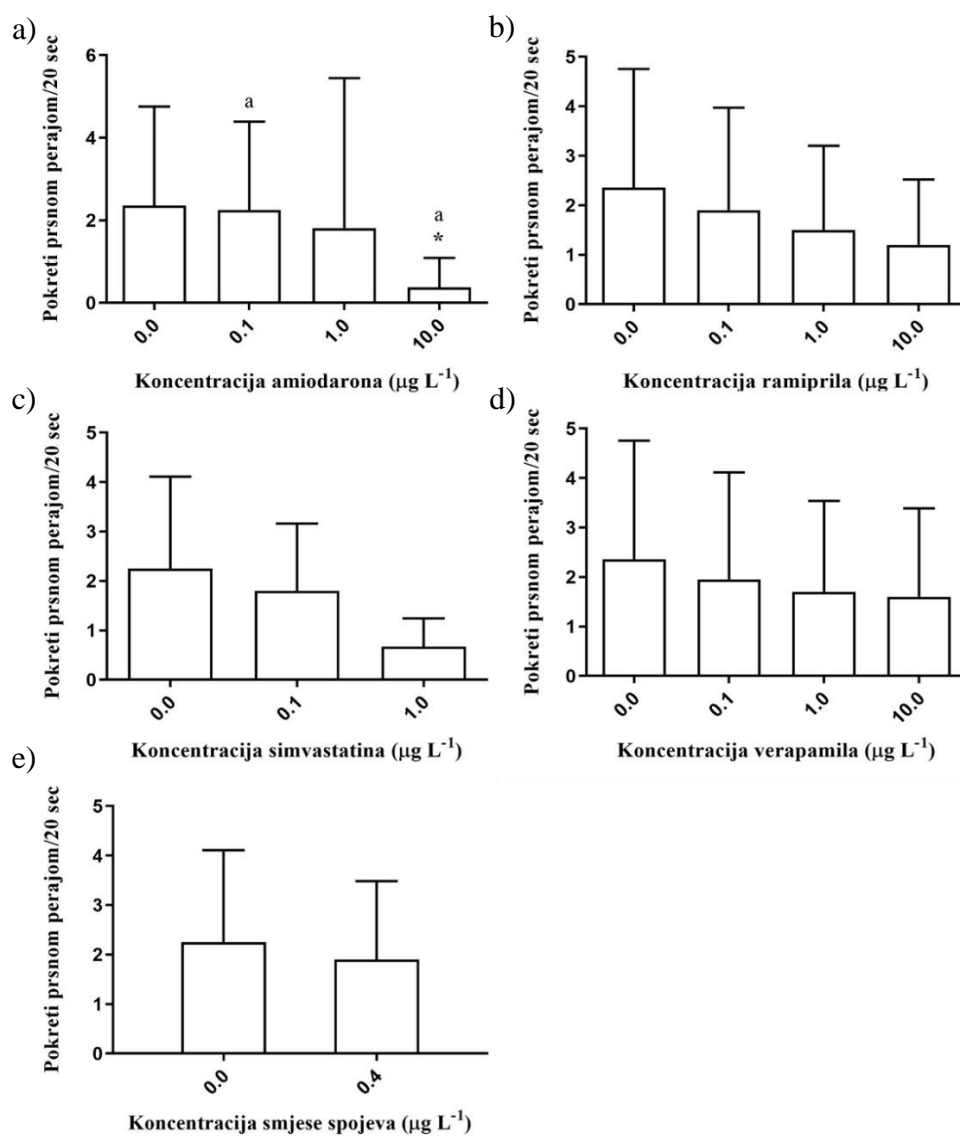 a)
Pokreti prsnom perajom/20 sec
6
4
2
0
a
a
*
0.0 0.1 1.0 10.0
Koncentracija amiodarona (µg L⁻¹)
b)
Pokreti prsnom perajom/20 sec
5
4
3
2
1
0
0.0 0.1 1.0 10.0
Koncentracija ramiprila (µg L⁻¹)
c)
Pokreti prsnom perajom/20 sec
5
4
3
2
1
0
0.0 0.1 1.0
Koncentracija simvastatina (µg L⁻¹)
d)
Pokreti prsnom perajom/20 sec
5
4
3
2
1
0
0.0 0.1 1.0 10.0
Koncentracija verapamila (µg L⁻¹)
e)
Pokreti prsnom perajom/20 sec
5
4
3
2
1
0
0.0 0.4
Koncentracija smjese spojeva (µg L⁻¹)